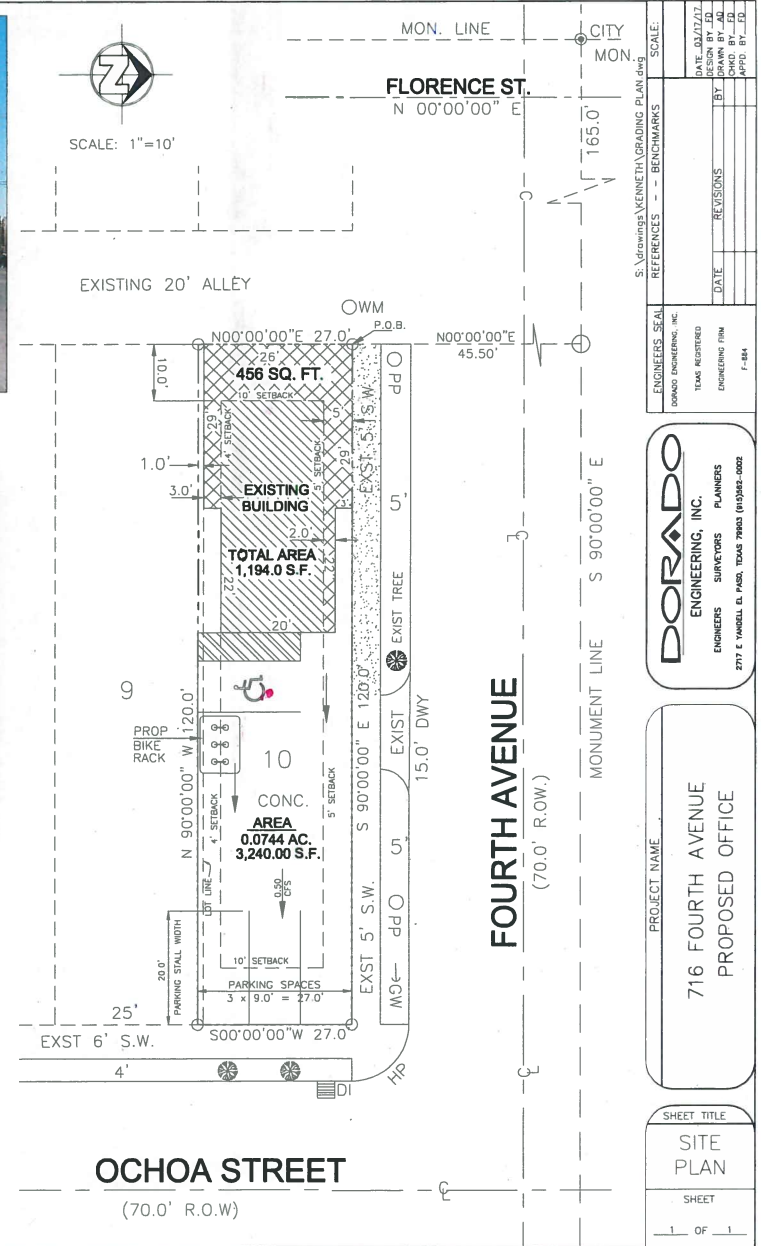 MON. LINE
CITY
MON.
FLORENCE ST.
N 00°00'00" E
165.0'
N
SCALE: 1"=10'
EXISTING 20' ALLEY
WM
P.O.B.
N00°00'00"E 27.0'
N00°00'00"E
45.50'
10.0'
26'
456 SQ. FT.
10' SETBACK
PP
29'
4' SETBACK
5'
5' SETBACK
29'
EXST 5' S.W.
1.0'
3.0'
3'
EXISTING
BUILDING
2.0'
TOTAL AREA
1,194.0 S.F.
22'
22'
20'
5'
EXIST TREE
9
N 90°00'00" W 120.0'
S 90°00'00" E 120.0'
PROP
BIKE
RACK
10
CONC.
AREA
0.0744 AC.
3,240.00 S.F.
4' SETBACK
5' SETBACK
LOT LINE
0.50
CFS
EXIST
15.0' DWY
5'
PP
GW
EXST 5' S.W.
20.0'
PARKING STALL WIDTH
10' SETBACK
PARKING SPACES
3 x 9.0' = 27.0'
25'
S00°00'00"W 27.0'
EXST 6' S.W.
4'
HP
DI
OCHOA STREET
(70.0' R.O.W)
CL
CL
FOURTH AVENUE
(70.0' R.OW.)
MONUMENT LINE S 90°00'00" E
S:\drawings\KENNETH\GRADING PLAN.dwg
SCALE:
REFERENCES - - BENCHMARKS
DATE 03/17/17
DESIGN BY FD
DRAWN BY AD
CHKD. BY FD
APPD. BY FD
DATE REVISIONS BY
ENGINEERS SEAL
DORADO ENGINEERING, INC.
TEXAS REGISTERED
ENGINEERING FIRM
F-884
DORADO
ENGINEERING, INC.
ENGINEERS SURVEYORS PLANNERS
2717 E YANDELL EL PASO, TEXAS 79903 (915)562-0002
PROJECT NAME
716 FOURTH AVENUE
PROPOSED OFFICE
SHEET TITLE
SITE
PLAN
SHEET
1 OF 1